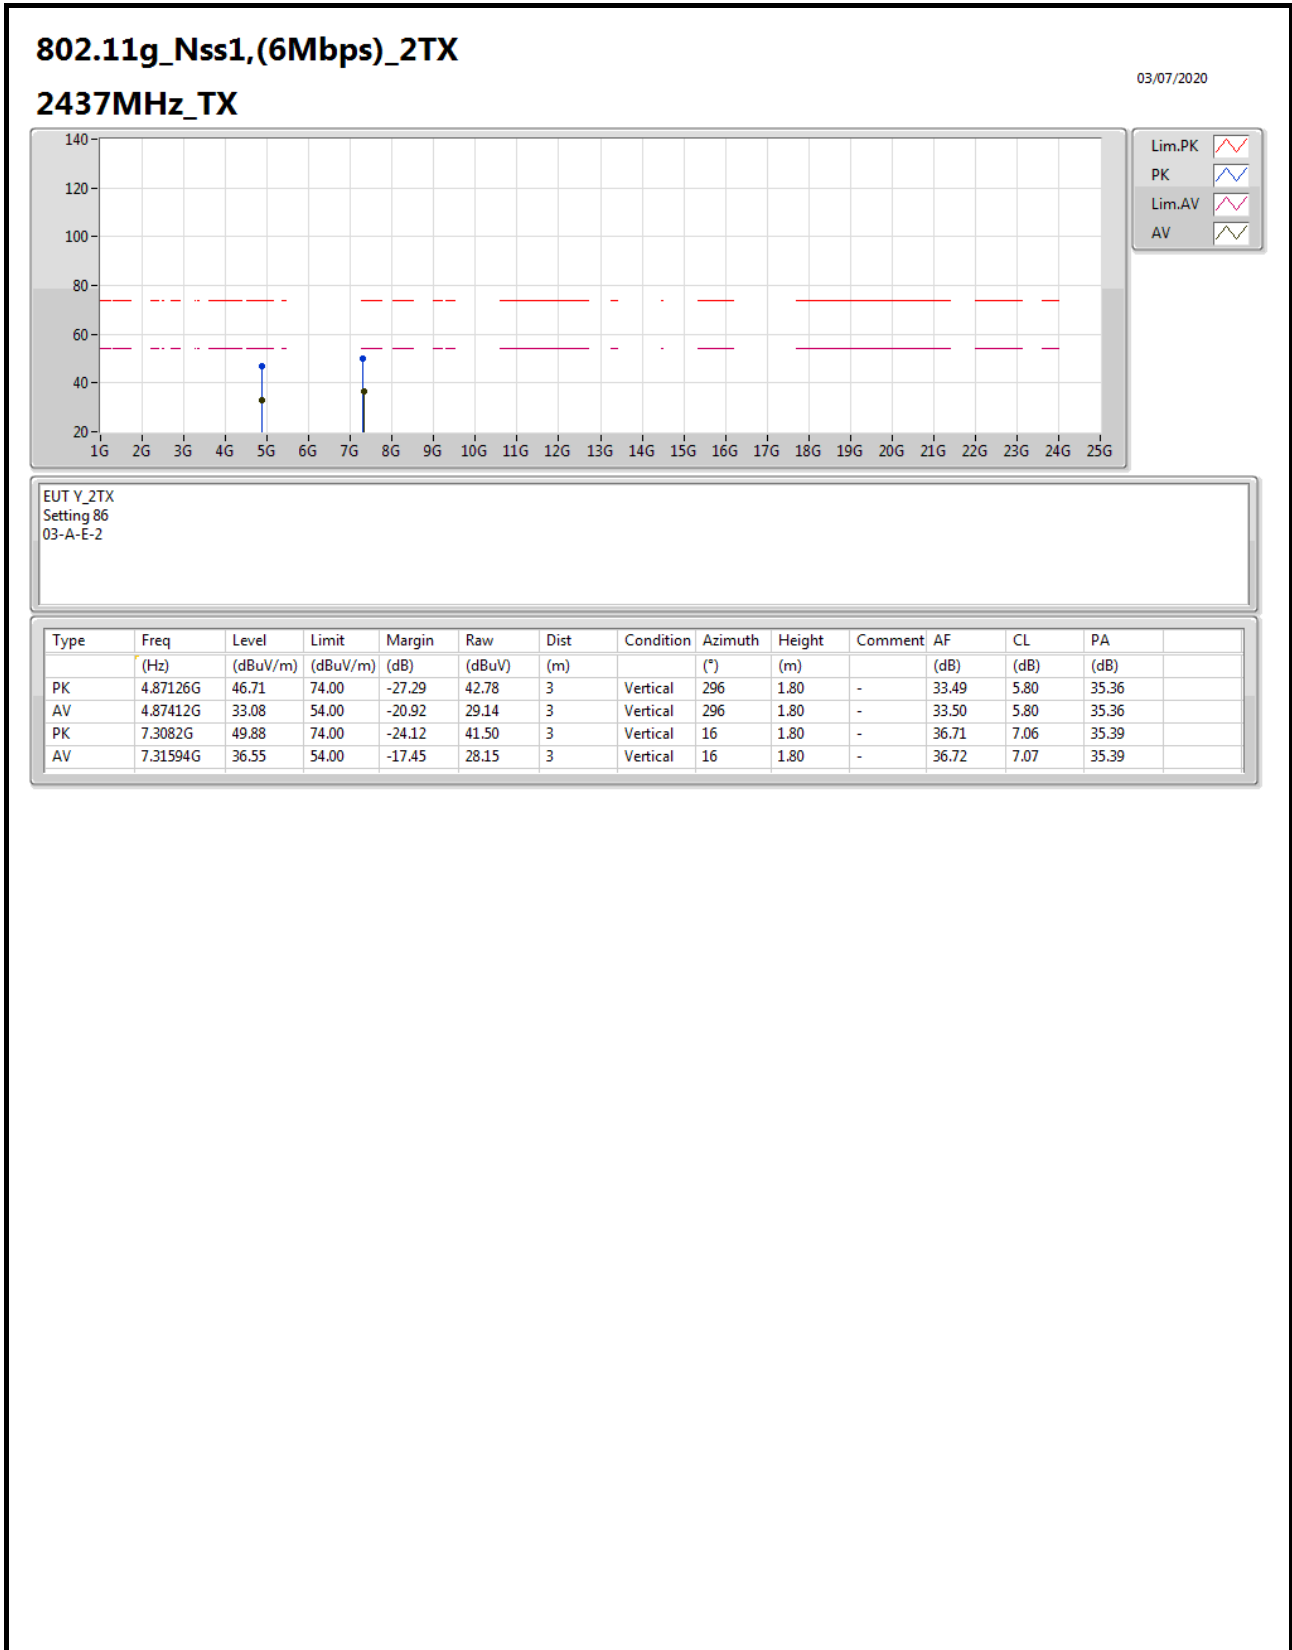 802.11g_Nss1,(6Mbps)_2TX
03/07/2020
2437MHz_TX
140
120
100
80
60
40
20
1G 2G 3G 4G 5G 6G 7G 8G 9G 10G 11G 12G 13G 14G 15G 16G 17G 18G 19G 20G 21G 22G 23G 24G 25G
Lim.PK
PK
Lim.AV
AV
EUT Y_2TX
Setting 86
03-A-E-2
Type Freq Level Limit Margin Raw Dist Condition Azimuth Height Comment AF CL PA
(Hz) (dBuV/m) (dBuV/m) (dB) (dBuV) (m) (°) (m) (dB) (dB) (dB)
PK 4.87126G 46.71 74.00 -27.29 42.78 3 Vertical 296 1.80 - 33.49 5.80 35.36
AV 4.87412G 33.08 54.00 -20.92 29.14 3 Vertical 296 1.80 - 33.50 5.80 35.36
PK 7.3082G 49.88 74.00 -24.12 41.50 3 Vertical 16 1.80 - 36.71 7.06 35.39
AV 7.31594G 36.55 54.00 -17.45 28.15 3 Vertical 16 1.80 - 36.72 7.07 35.39